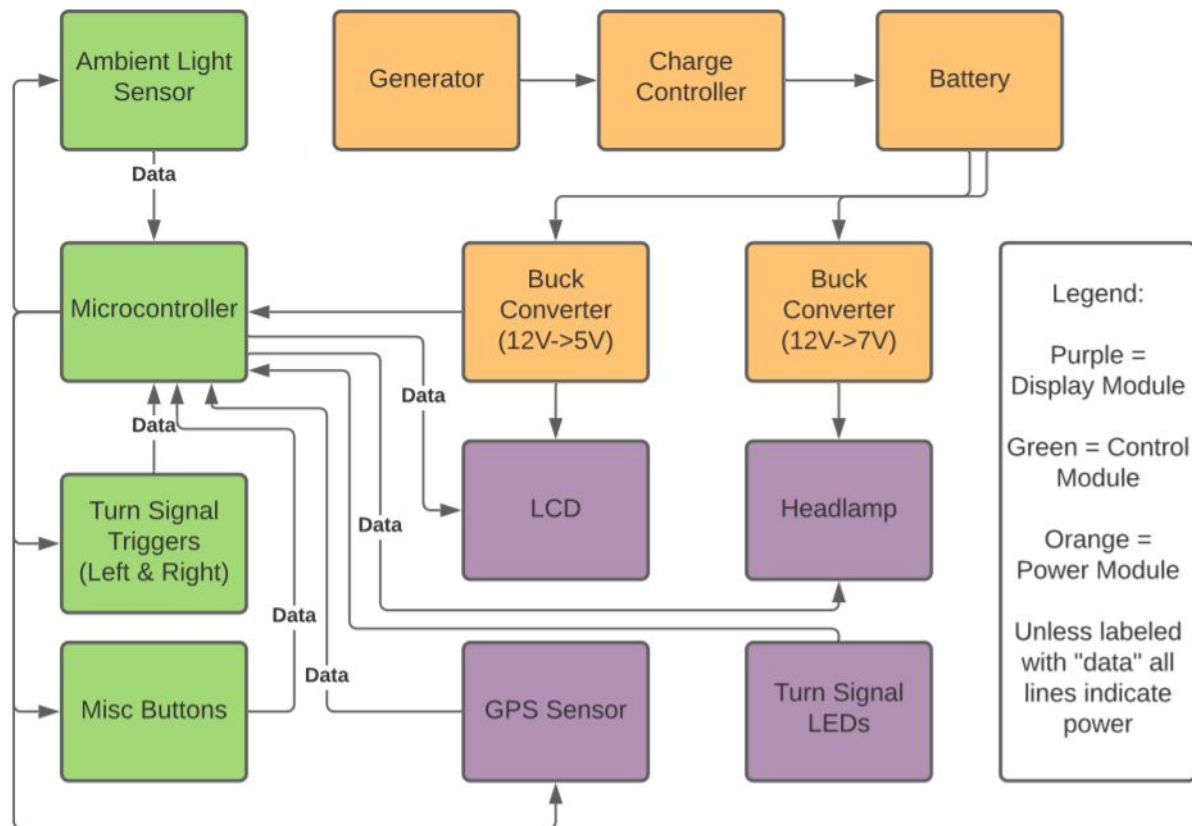 Ambient Light
Sensor
Generator
Charge
Controller
Battery
Data
Microcontroller
Buck
Converter
(12V->5V)
Buck
Converter
(12V->7V)
Legend:
Purple =
Display Module
Green = Control
Module
Orange =
Power Module
Unless labeled
with "data" all
lines indicate
power
Data
Data
Turn Signal
Triggers
(Left & Right)
LCD
Headlamp
Data
Data
Data
Misc Buttons
GPS Sensor
Turn Signal
LEDs